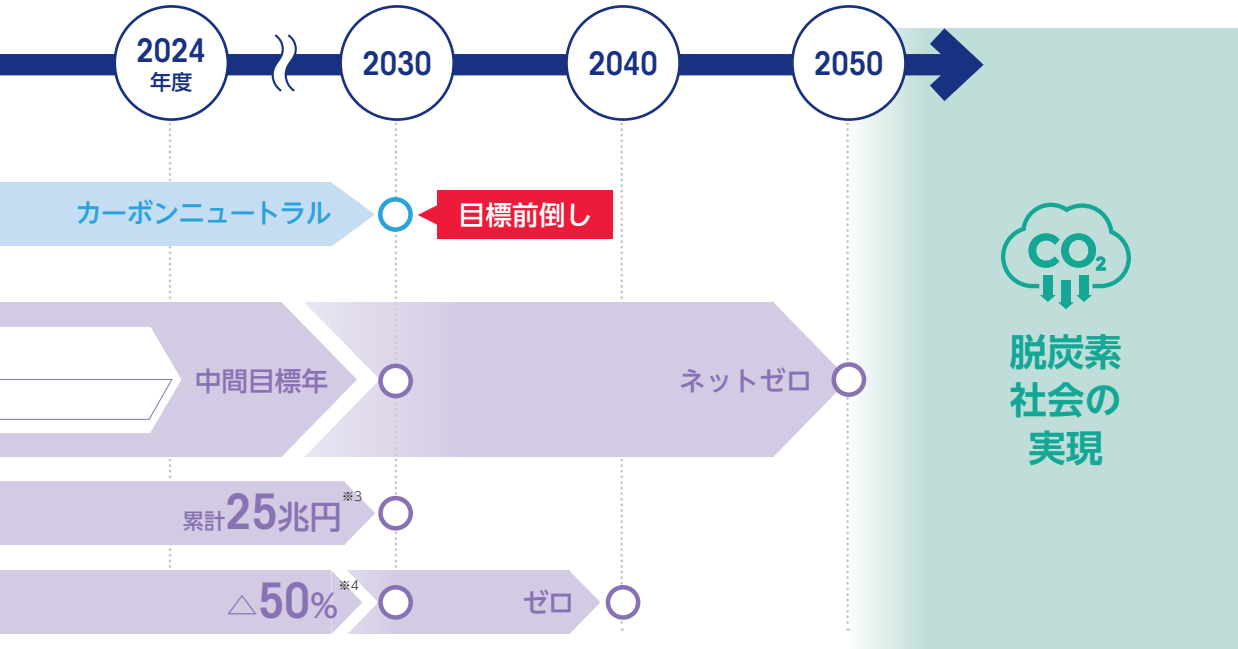 2024
年度
2030
2040
2050
カーボンニュートラル
目標前倒し
CO₂
脱炭素
社会の
実現
中間目標年
ネットゼロ
累計25兆円※3
△50%※4
ゼロ